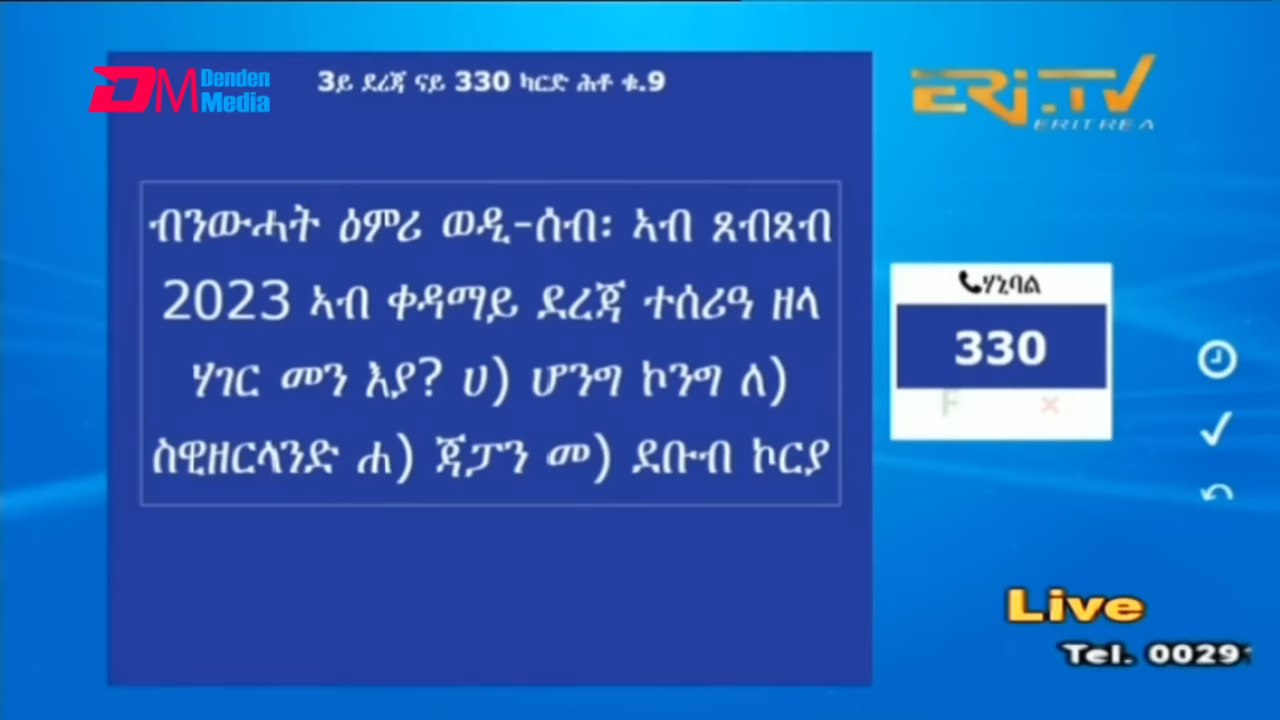 DM Denden Media
3ይ ደረጃ ናይ 330 ካርድ ሕቶ ቁ.9
ERi.TV
ERITREA
ብንውሓት ዕምሪ ወዲ-ሰብ፡ ኣብ ጸብጻብ
2023 ኣብ ቀዳማይ ደረጃ ተሰሪዓ ዘላ
ሃገር መን እያ? ሀ) ሆንግ ኮንግ ለ)
ስዊዘርላንድ ሐ) ጃፓን መ) ደቡብ ኮርያ
ሃኒባል
330
F ×
Live
Tel. 0029